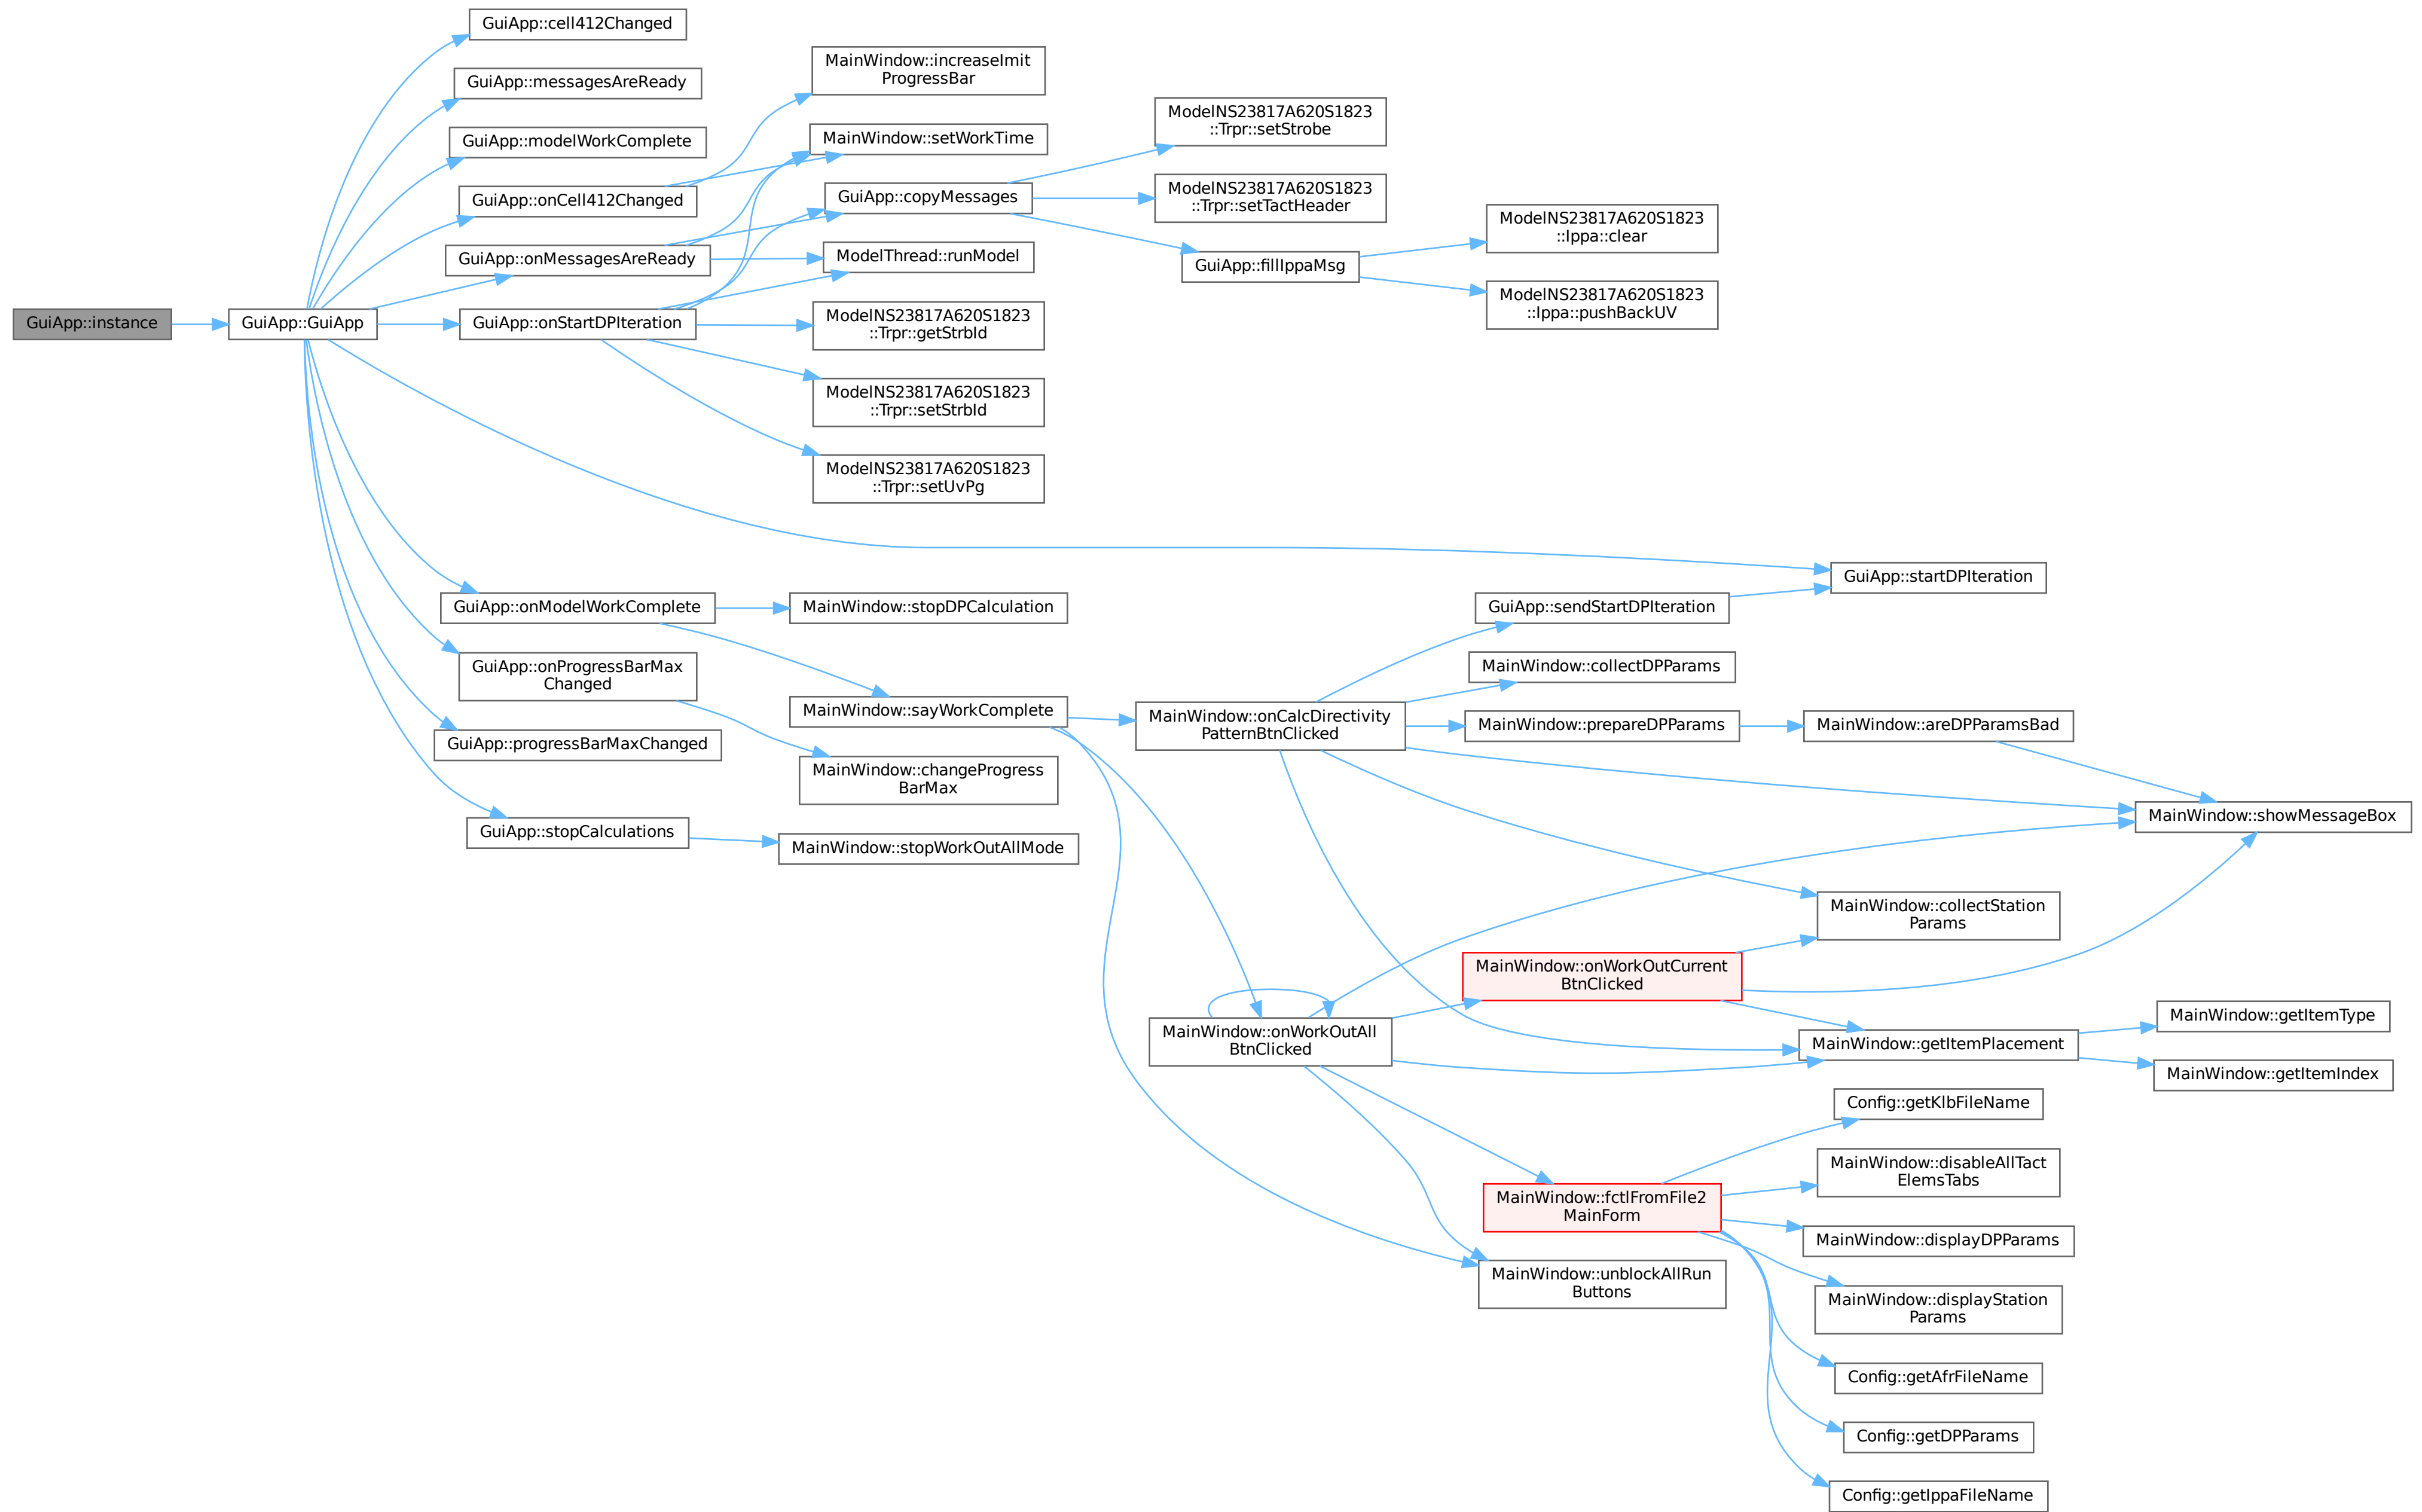 GuiApp::instance
GuiApp::GuiApp
GuiApp::cell412Changed
GuiApp::messagesAreReady
GuiApp::modelWorkComplete
GuiApp::onCell412Changed
GuiApp::onMessagesAreReady
GuiApp::onStartDPIteration
GuiApp::onModelWorkComplete
GuiApp::onProgressBarMax
Changed
GuiApp::progressBarMaxChanged
GuiApp::stopCalculations
MainWindow::increaseImit
ProgressBar
MainWindow::setWorkTime
GuiApp::copyMessages
ModelThread::runModel
ModelNS23817A620S1823
::Trpr::getStrbId
ModelNS23817A620S1823
::Trpr::setStrbId
ModelNS23817A620S1823
::Trpr::setUvPg
MainWindow::stopDPCalculation
MainWindow::sayWorkComplete
MainWindow::changeProgress
BarMax
MainWindow::stopWorkOutAllMode
ModelNS23817A620S1823
::Trpr::setStrobe
ModelNS23817A620S1823
::Trpr::setTactHeader
GuiApp::fillIppaMsg
MainWindow::onCalcDirectivity
PatternBtnClicked
MainWindow::onWorkOutAll
BtnClicked
ModelNS23817A620S1823
::Ippa::clear
ModelNS23817A620S1823
::Ippa::pushBackUV
GuiApp::sendStartDPIteration
MainWindow::collectDPParams
MainWindow::prepareDPParams
MainWindow::onWorkOutCurrent
BtnClicked
MainWindow::fctlFromFile2
MainForm
MainWindow::unblockAllRun
Buttons
GuiApp::startDPIteration
MainWindow::areDPParamsBad
MainWindow::collectStation
Params
MainWindow::getItemPlacement
Config::getKlbFileName
MainWindow::disableAllTact
ElemsTabs
MainWindow::displayDPParams
MainWindow::displayStation
Params
Config::getAfrFileName
Config::getDPParams
Config::getIppaFileName
MainWindow::showMessageBox
MainWindow::getItemType
MainWindow::getItemIndex